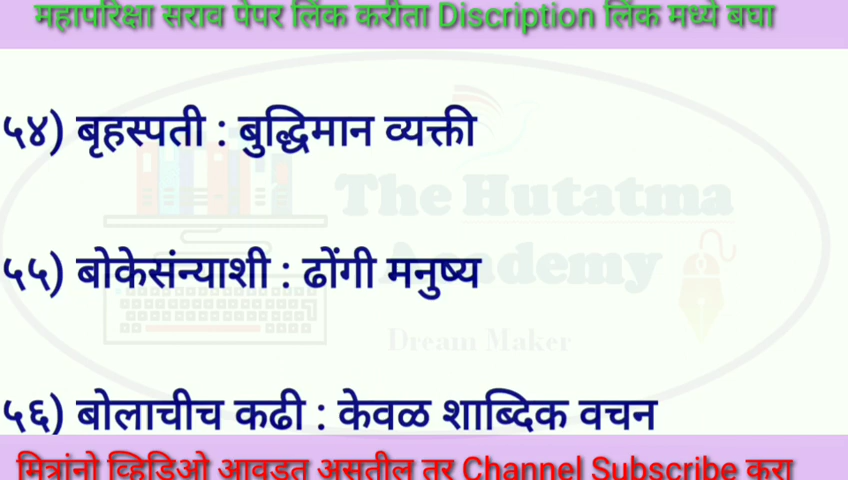 महापरिक्षा सराव पेपर लिंक करीता Discription लिंक मध्ये बघा
५४) बृहस्पती : बुद्धिमान व्यक्ती
The Hutatma
Academy
५५) बोकेसंन्याशी : ढोंगी मनुष्य
Dream Maker
५६) बोलाचीच कढी : केवळ शाब्दिक वचन
मित्रांनो व्हिडिओ आवडत असतील तर Channel Subscribe करा